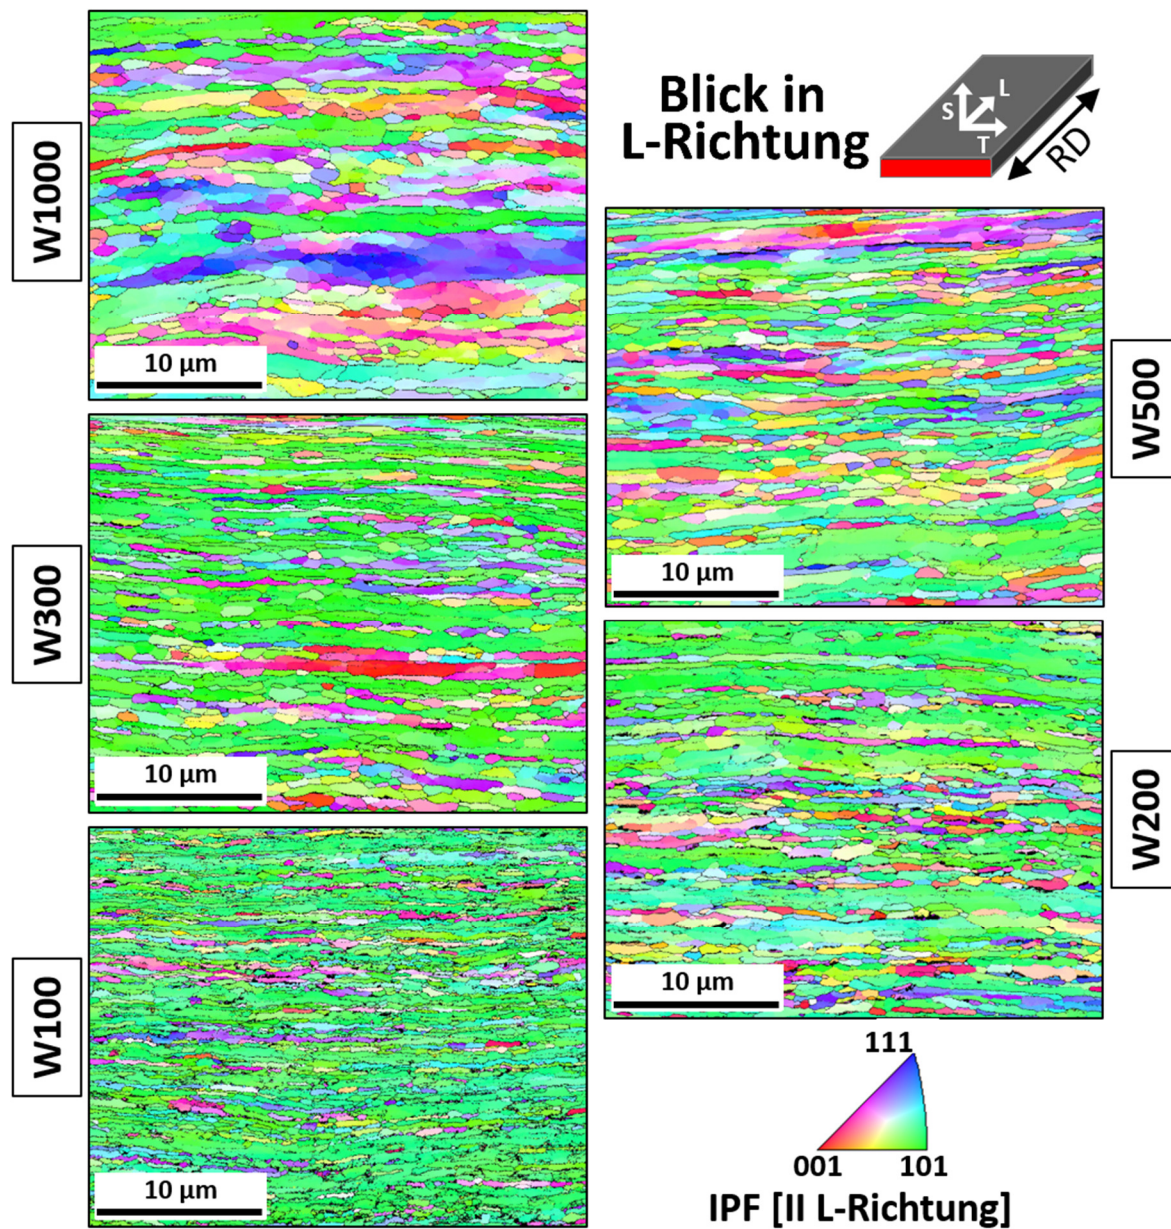 W1000
10 µm
Blick in
L-Richtung
S
L
T
RD
W500
10 µm
W300
10 µm
W200
10 µm
W100
10 µm
111
001
101
IPF [II L-Richtung]